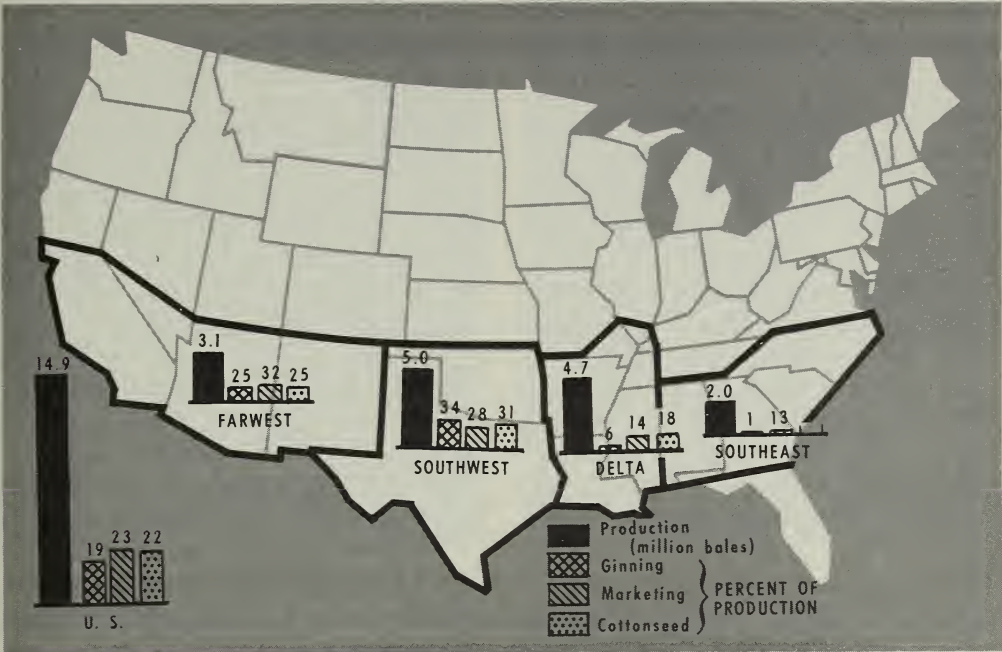 14.9
19 23 22
U. S.
3.1
25 32 25
FARWEST
5.0
34 28 31
SOUTHWEST
4.7
6 14 18
DELTA
2.0
1 13
SOUTHEAST
Production
(million bales)
Ginning
Marketing
Cottonseed
PERCENT OF
PRODUCTION